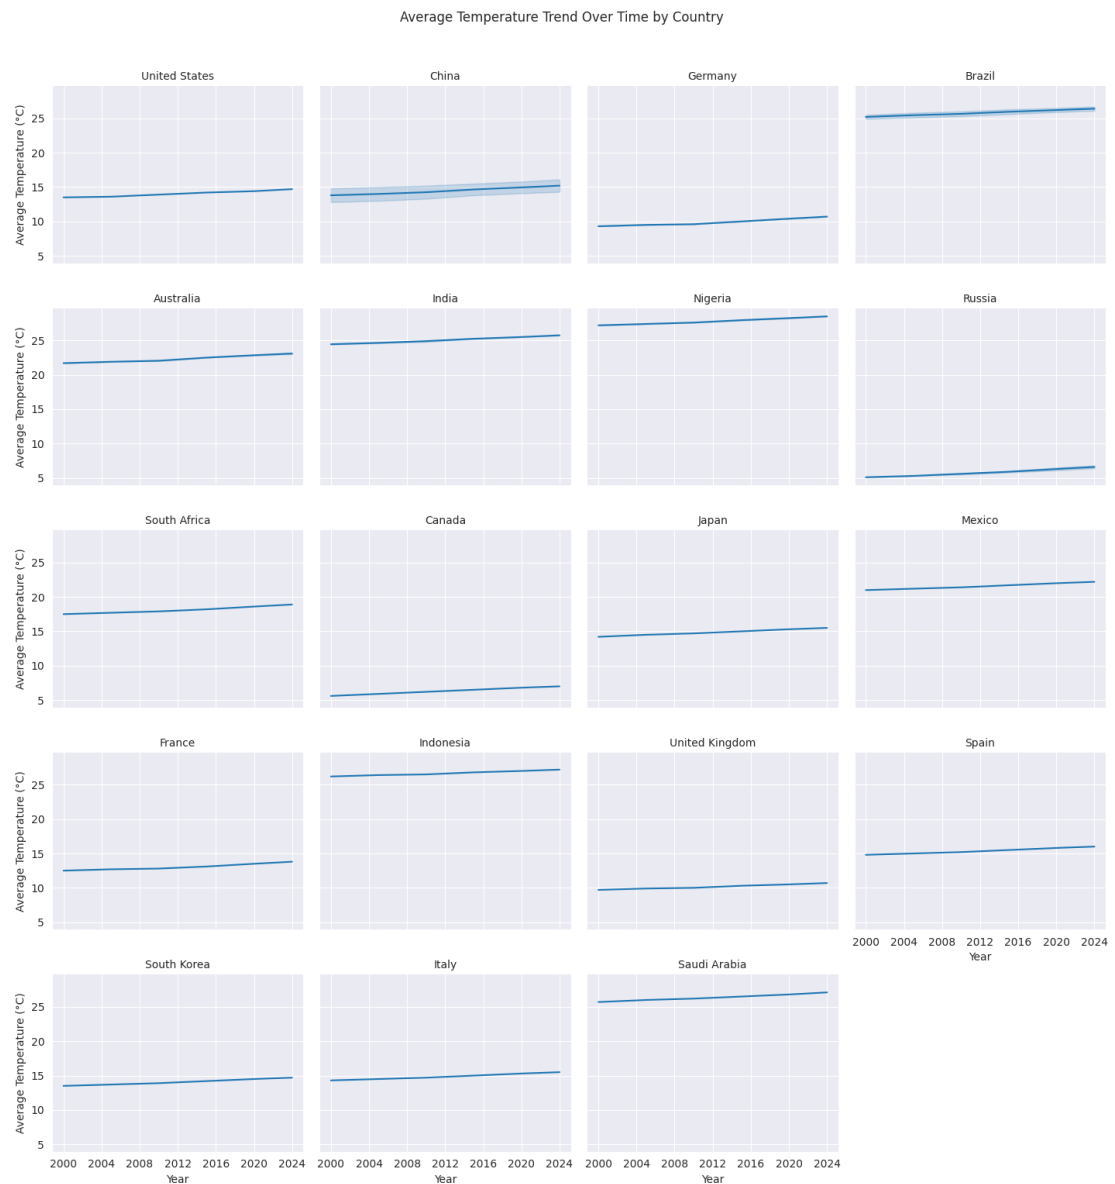 Average Temperature Trend Over Time by Country
United States
China
Germany
Brazil
Average Temperature (°C)
25
20
15
10
5
Australia
India
Nigeria
Russia
Average Temperature (°C)
25
20
15
10
5
South Africa
Canada
Japan
Mexico
Average Temperature (°C)
25
20
15
10
5
France
Indonesia
United Kingdom
Spain
Average Temperature (°C)
25
20
15
10
5
2000 2004 2008 2012 2016 2020 2024
Year
South Korea
Italy
Saudi Arabia
Average Temperature (°C)
25
20
15
10
5
2000 2004 2008 2012 2016 2020 2024
Year
2000 2004 2008 2012 2016 2020 2024
Year
2000 2004 2008 2012 2016 2020 2024
Year